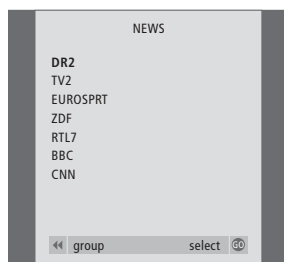 NEWS
DR2
TV2
EUROSPRT
ZDF
RTL7
BBC
CNN
group select GO